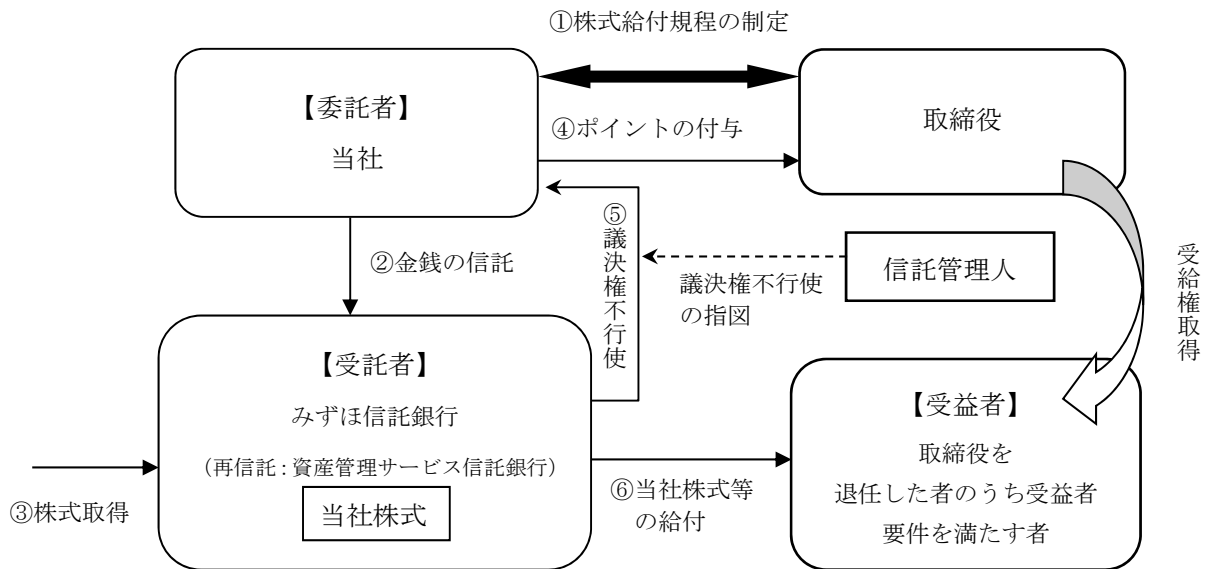 ①株式給付規程の制定
【委託者】
当社
取締役
④ポイントの付与
②金銭の信託
⑤議決権不行使
議決権不行使
の指図
信託管理人
受給権取得
【受託者】
みずほ信託銀行
（再信託：資産管理サービス信託銀行）
当社株式
③株式取得
⑥当社株式等
の給付
【受益者】
取締役を
退任した者のうち受益者
要件を満たす者